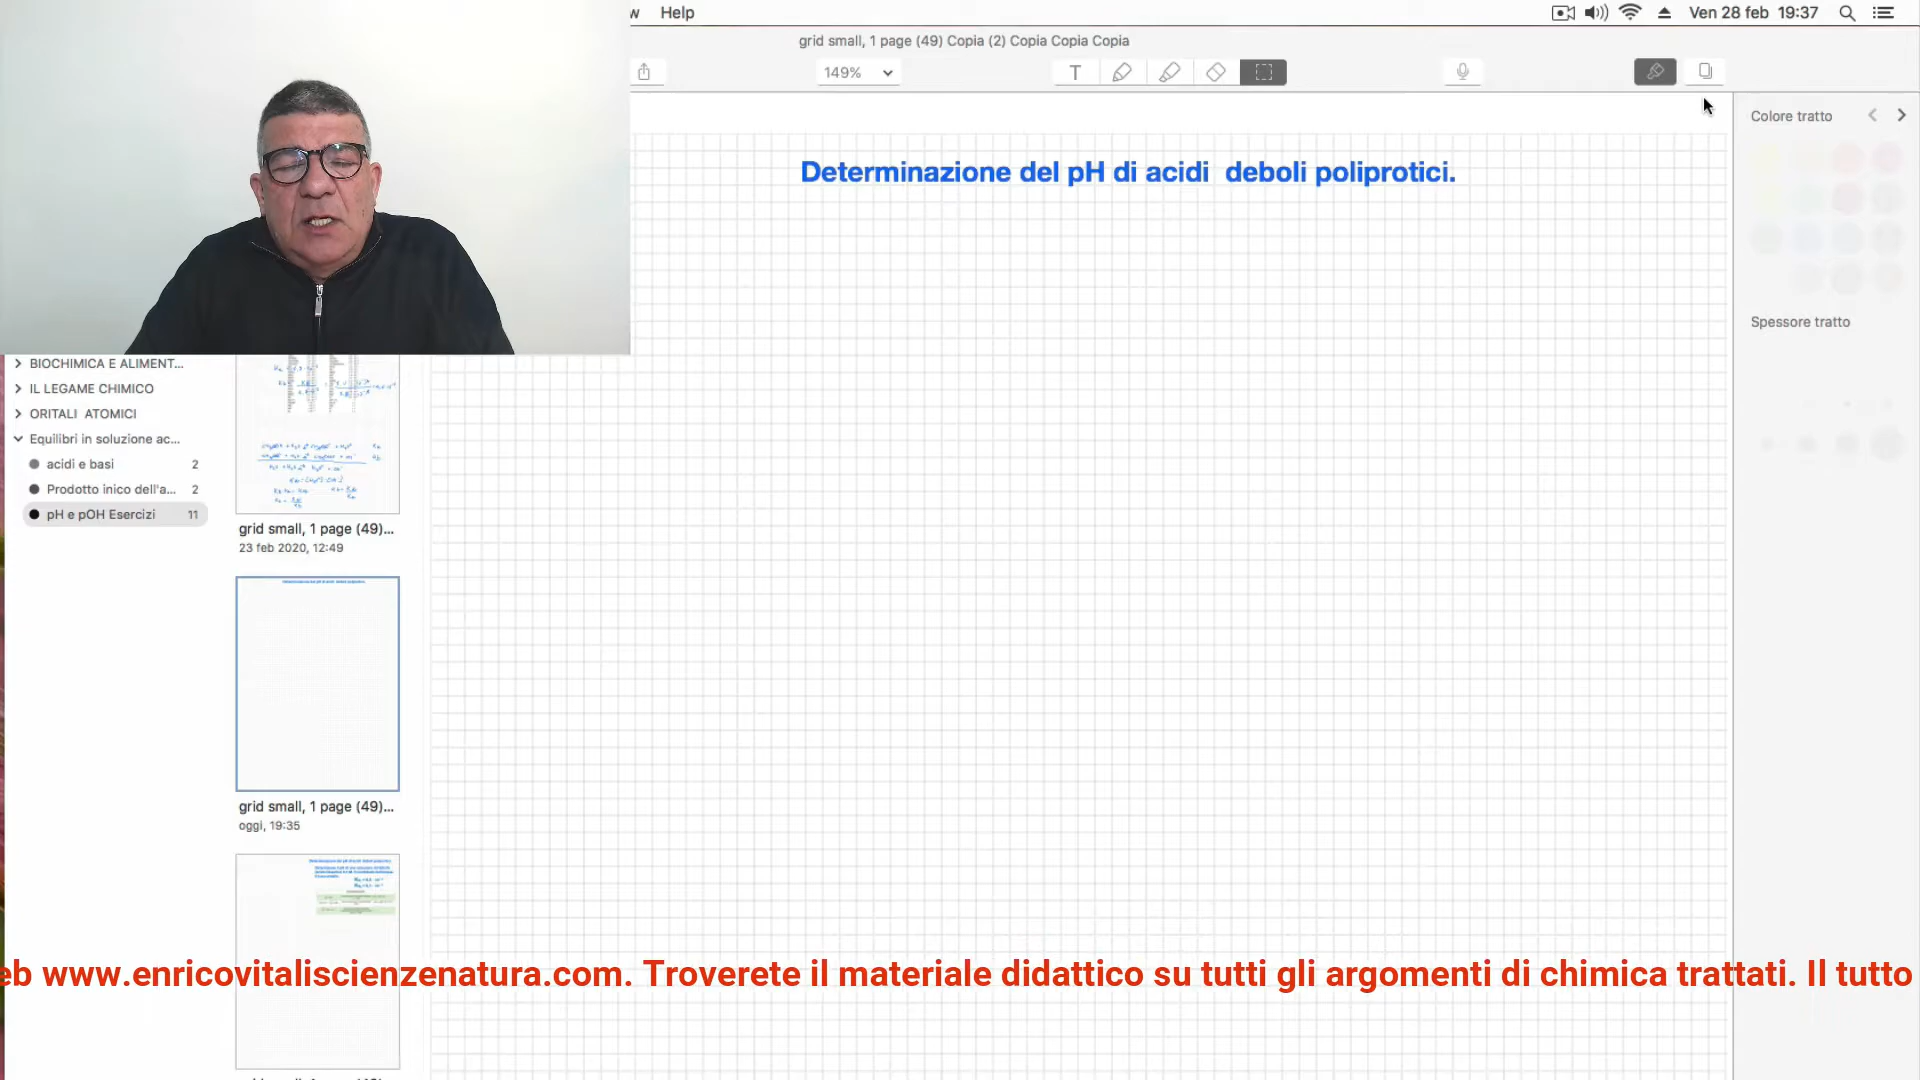 w Help
Ven 28 feb 19:37
grid small, 1 page (49) Copia (2) Copia Copia Copia
149%
T
Colore tratto
Determinazione del pH di acidi deboli poliprotici.
Spessore tratto
BIOCHIMICA E ALIMENT...
IL LEGAME CHIMICO
ORITALI ATOMICI
Equilibri in soluzione ac...
acidi e basi 2
Prodotto inico dell'a... 2
pH e pOH Esercizi 11
grid small, 1 page (49)...
23 feb 2020, 12:49
grid small, 1 page (49)...
oggi, 19:35
eb www.enricovitaliscienzenatura.com. Troverete il materiale didattico su tutti gli argomenti di chimica trattati. Il tutto